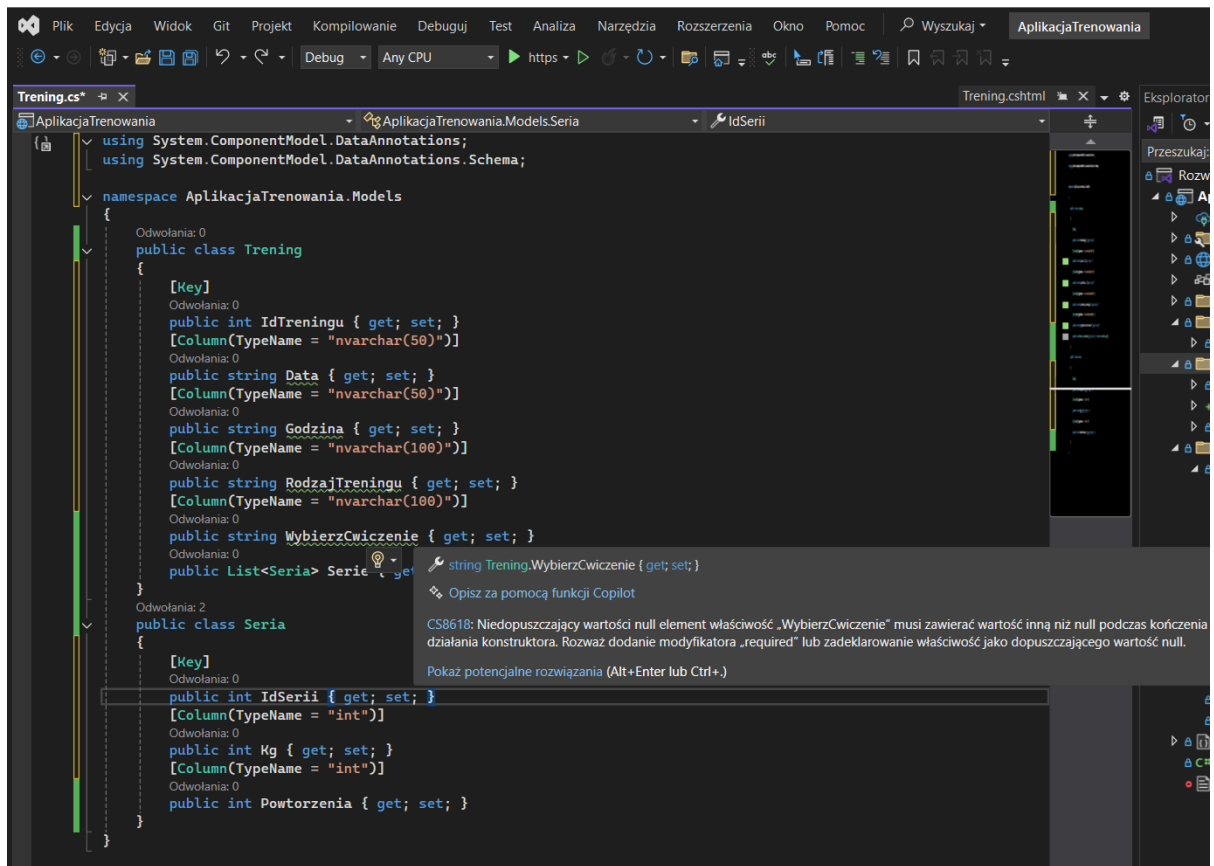 Plik Edycja Widok Git Projekt Kompilowanie Debuguj Test Analiza Narzędzia Rozszerzenia Okno Pomoc Wyszukaj AplikacjaTrenowania
Debug Any CPU https
Trening.cs* Trening.cshtml
AplikacjaTrenowania AplikacjaTrenowania.Models.Seria IdSerii
using System.ComponentModel.DataAnnotations;
using System.ComponentModel.DataAnnotations.Schema;
namespace AplikacjaTrenowania.Models
{
Odwołania: 0
public class Trening
{
[Key]
Odwołania: 0
public int IdTreningu { get; set; }
[Column(TypeName = "nvarchar(50)")]
Odwołania: 0
public string Data { get; set; }
[Column(TypeName = "nvarchar(50)")]
Odwołania: 0
public string Godzina { get; set; }
[Column(TypeName = "nvarchar(100)")]
Odwołania: 0
public string RodzajTreningu { get; set; }
[Column(TypeName = "nvarchar(100)")]
Odwołania: 0
public string WybierzCwiczenie { get; set; }
Odwołania: 0
public List<Seria> Serie { get
}
Odwołania: 2
public class Seria
{
[Key]
Odwołania: 0
public int IdSerii { get; set; }
[Column(TypeName = "int")]
Odwołania: 0
public int Kg { get; set; }
[Column(TypeName = "int")]
Odwołania: 0
public int Powtorzenia { get; set; }
}
}
string Trening.WybierzCwiczenie { get; set; }
Opisz za pomocą funkcji Copilot
CS8618: Niedopuszczający wartości null element właściwość „WybierzCwiczenie” musi zawierać wartość inną niż null podczas kończenia
działania konstruktora. Rozważ dodanie modyfikatora „required” lub zadeklarowanie właściwość jako dopuszczającego wartość null.
Pokaż potencjalne rozwiązania (Alt+Enter lub Ctrl+.)
Eksplorator
Przeszukaj:
Rozw
C#